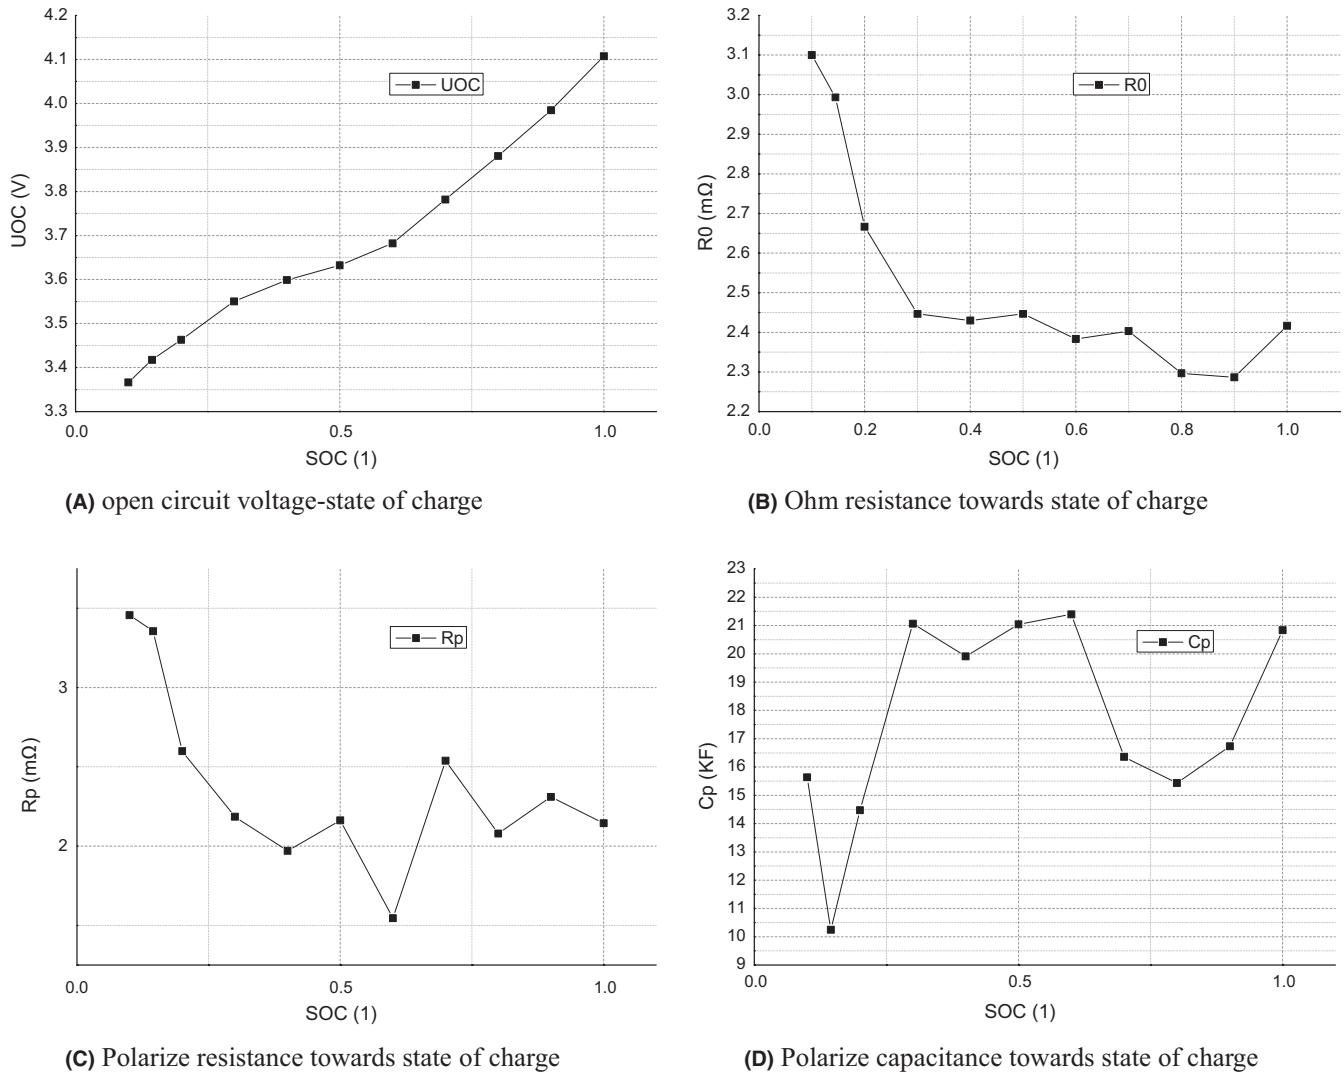 4.2
4.1
4.0
3.9
3.8
3.7
3.6
3.5
3.4
3.3
UOC (V)
UOC
0.0 0.5 1.0
SOC (1)
(A) open circuit voltage-state of charge
3.2
3.1
3.0
2.9
2.8
2.7
2.6
2.5
2.4
2.3
2.2
R0 (mΩ)
R0
0.0 0.2 0.4 0.6 0.8 1.0
SOC (1)
(B) Ohm resistance towards state of charge
3
2
Rp (mΩ)
Rp
0.0 0.5 1.0
SOC (1)
(C) Polarize resistance towards state of charge
23
22
21
20
19
18
17
16
15
14
13
12
11
10
9
Cp (KF)
Cp
0.0 0.5 1.0
SOC (1)
(D) Polarize capacitance towards state of charge